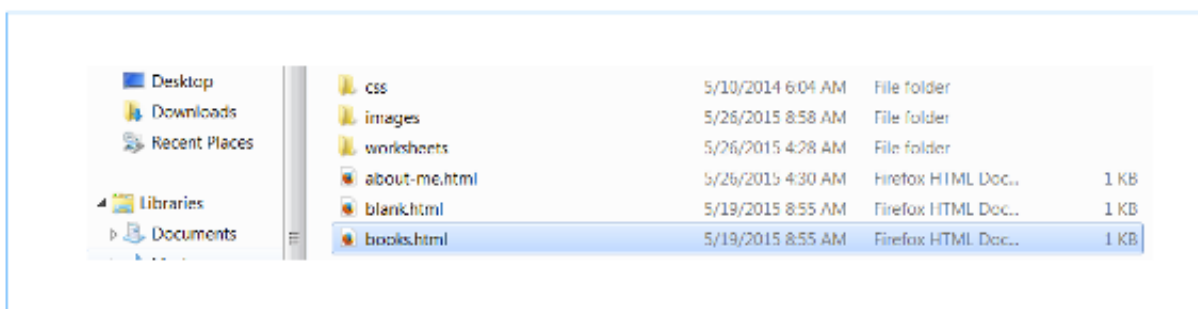 Desktop
Downloads
Recent Places
Libraries
Documents
css 5/10/2014 6:04 AM File folder
images 5/26/2015 8:58 AM File folder
worksheets 5/26/2015 4:28 AM File folder
about-me.html 5/26/2015 4:30 AM Firefox HTML Doc... 1 KB
blank.html 5/19/2015 8:55 AM Firefox HTML Doc... 1 KB
books.html 5/19/2015 8:55 AM Firefox HTML Doc... 1 KB